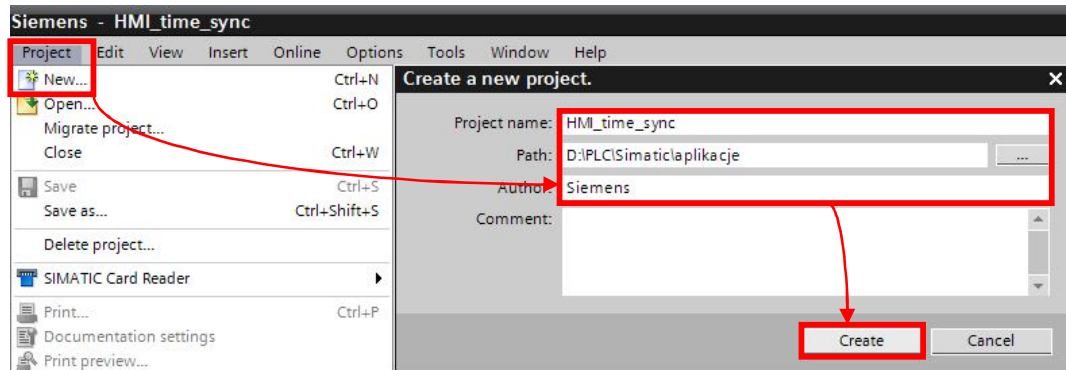 Siemens - HMI_time_sync
Project Edit View Insert Online Options Tools Window Help
New... Ctrl+N
Open... Ctrl+O
Migrate project...
Close Ctrl+W
Save Ctrl+S
Save as... Ctrl+Shift+S
Delete project...
SIMATIC Card Reader
Print... Ctrl+P
Documentation settings
Print preview...
Create a new project. X
Project name: HMI_time_sync
Path: D:\PLC\Simatic\aplikacje ...
Author: Siemens
Comment:
Create Cancel